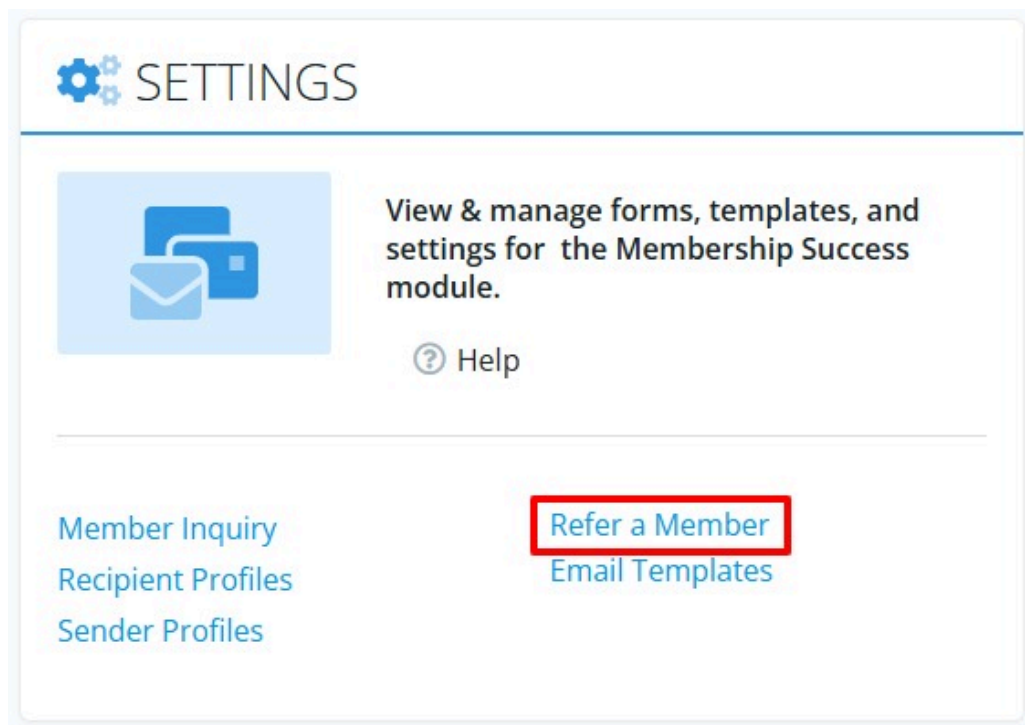 SETTINGS
View & manage forms, templates, and
settings for the Membership Success
module.
Help
Member Inquiry
Recipient Profiles
Sender Profiles
Refer a Member
Email Templates